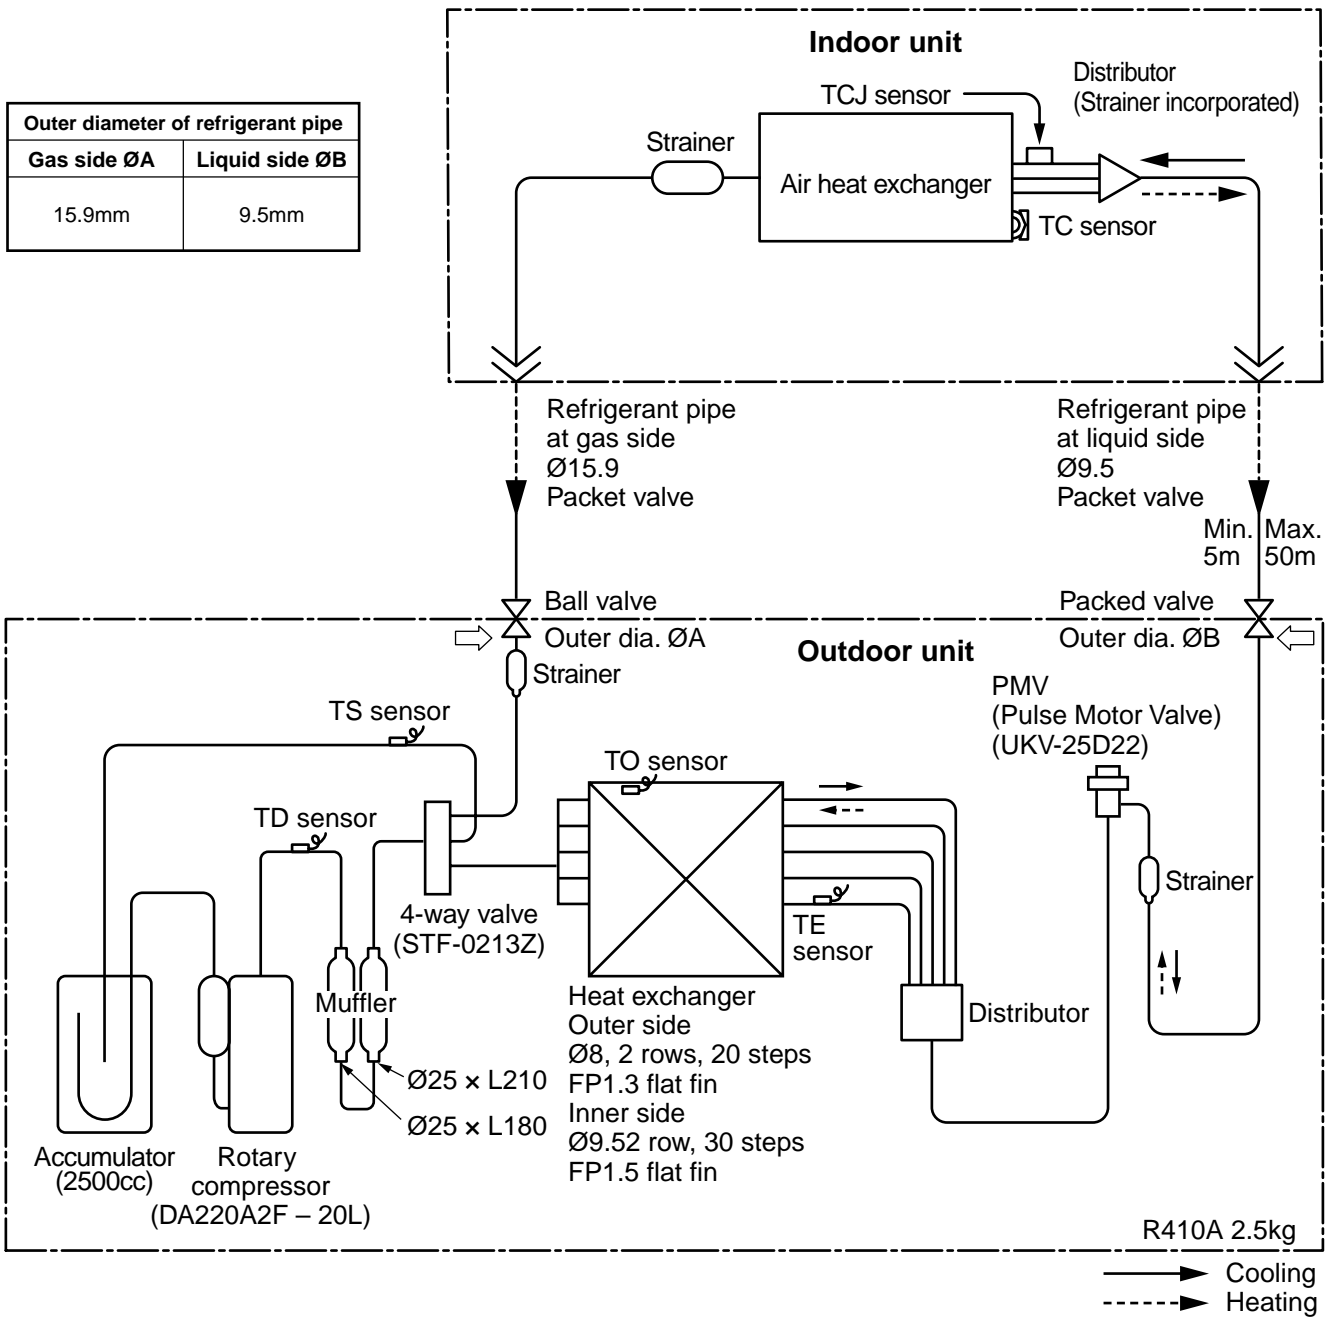 Indoor unit
Distributor
(Strainer incorporated)
TCJ sensor
Strainer
Air heat exchanger
TC sensor
Outer diameter of refrigerant pipe
Gas side ØA
Liquid side ØB
15.9mm
9.5mm
Refrigerant pipe
at gas side
Ø15.9
Packet valve
Refrigerant pipe
at liquid side
Ø9.5
Packet valve
Min.
5m
Max.
50m
Ball valve
Outer dia. ØA
Packed valve
Outer dia. ØB
Outdoor unit
Strainer
PMV
(Pulse Motor Valve)
(UKV-25D22)
TS sensor
TO sensor
TD sensor
Strainer
4-way valve
(STF-0213Z)
TE
sensor
Muffler
Distributor
Heat exchanger
Outer side
Ø8, 2 rows, 20 steps
FP1.3 flat fin
Inner side
Ø9.52 row, 30 steps
FP1.5 flat fin
Ø25 × L210
Ø25 × L180
Accumulator
(2500cc)
Rotary
compressor
(DA220A2F – 20L)
R410A 2.5kg
Cooling
Heating